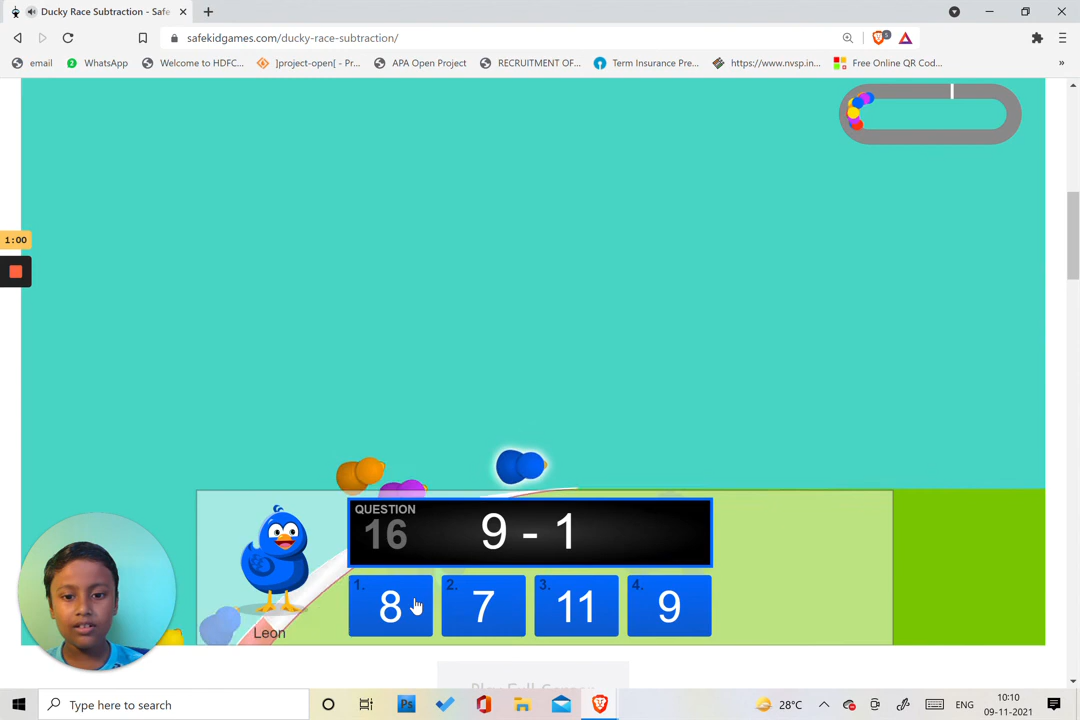 Ducky Race Subtraction - Safe
safekidgames.com/ducky-race-subtraction/
5
email
2 WhatsApp
Welcome to HDFC...
]project-open[ - Pr...
APA Open Project
RECRUITMENT OF...
Term Insurance Pre...
https://www.nvsp.in...
Free Online QR Cod...
»
1:00
QUESTION
16
9 - 1
1. 8
2. 7
3. 11
4. 9
Leon
Type here to search
Ps
28°C
ENG
10:10
09-11-2021